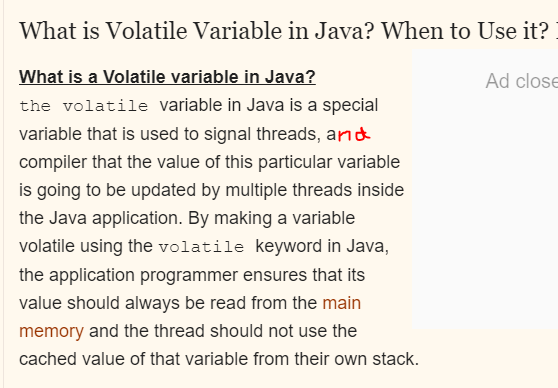 What is Volatile Variable in Java? When to Use it?
Ad close
What is a Volatile variable in Java?
the volatile variable in Java is a special
variable that is used to signal threads, and
compiler that the value of this particular variable
is going to be updated by multiple threads inside
the Java application. By making a variable
volatile using the volatile keyword in Java,
the application programmer ensures that its
value should always be read from the main
memory and the thread should not use the
cached value of that variable from their own stack.